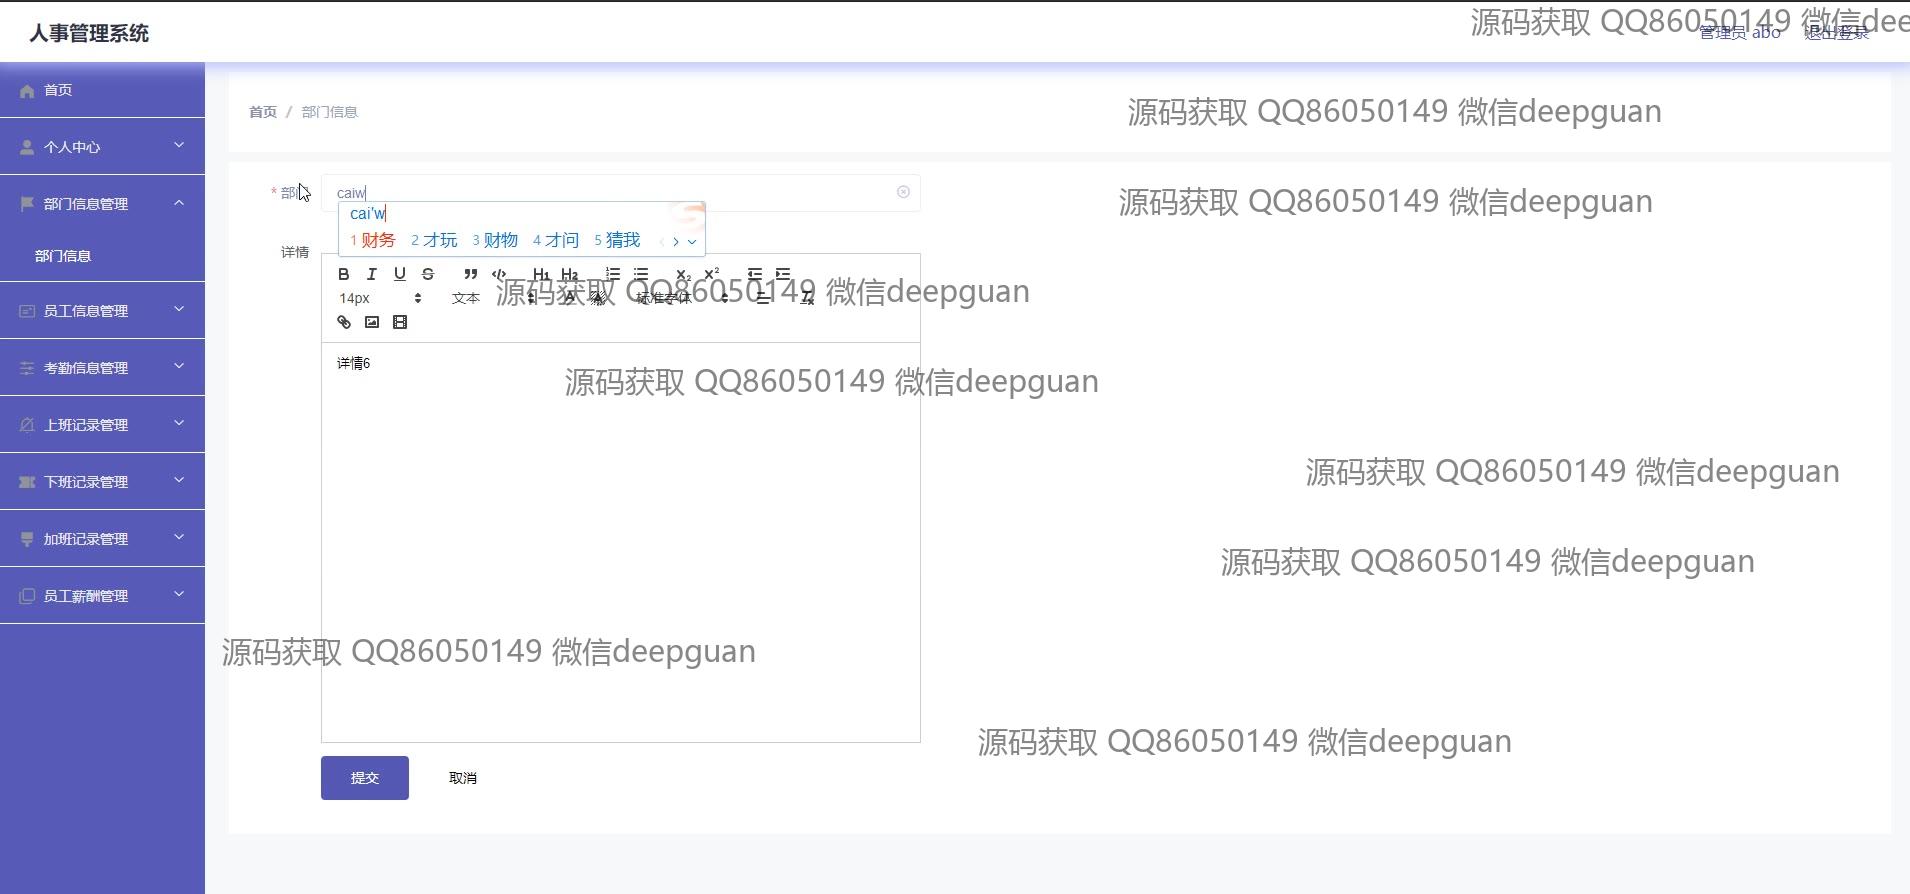 人事管理系统
源码获取 QQ86050149 微信dee
管理员 abo 退出登录
首页
个人中心
部门信息管理
部门信息
员工信息管理
考勤信息管理
上班记录管理
下班记录管理
加班记录管理
员工薪酬管理
首页 / 部门信息
源码获取 QQ86050149 微信deepguan
* 部门
caiw
源码获取 QQ86050149 微信deepguan
cai'w
1 财务 2 才玩 3 财物 4 才问 5 猜我
详情
B I U S H1 H2 X2 X2
14px 文本 A A 标准字体
源码获取 QQ86050149 微信deepguan
详情6
源码获取 QQ86050149 微信deepguan
源码获取 QQ86050149 微信deepguan
源码获取 QQ86050149 微信deepguan
源码获取 QQ86050149 微信deepguan
源码获取 QQ86050149 微信deepguan
提交 取消